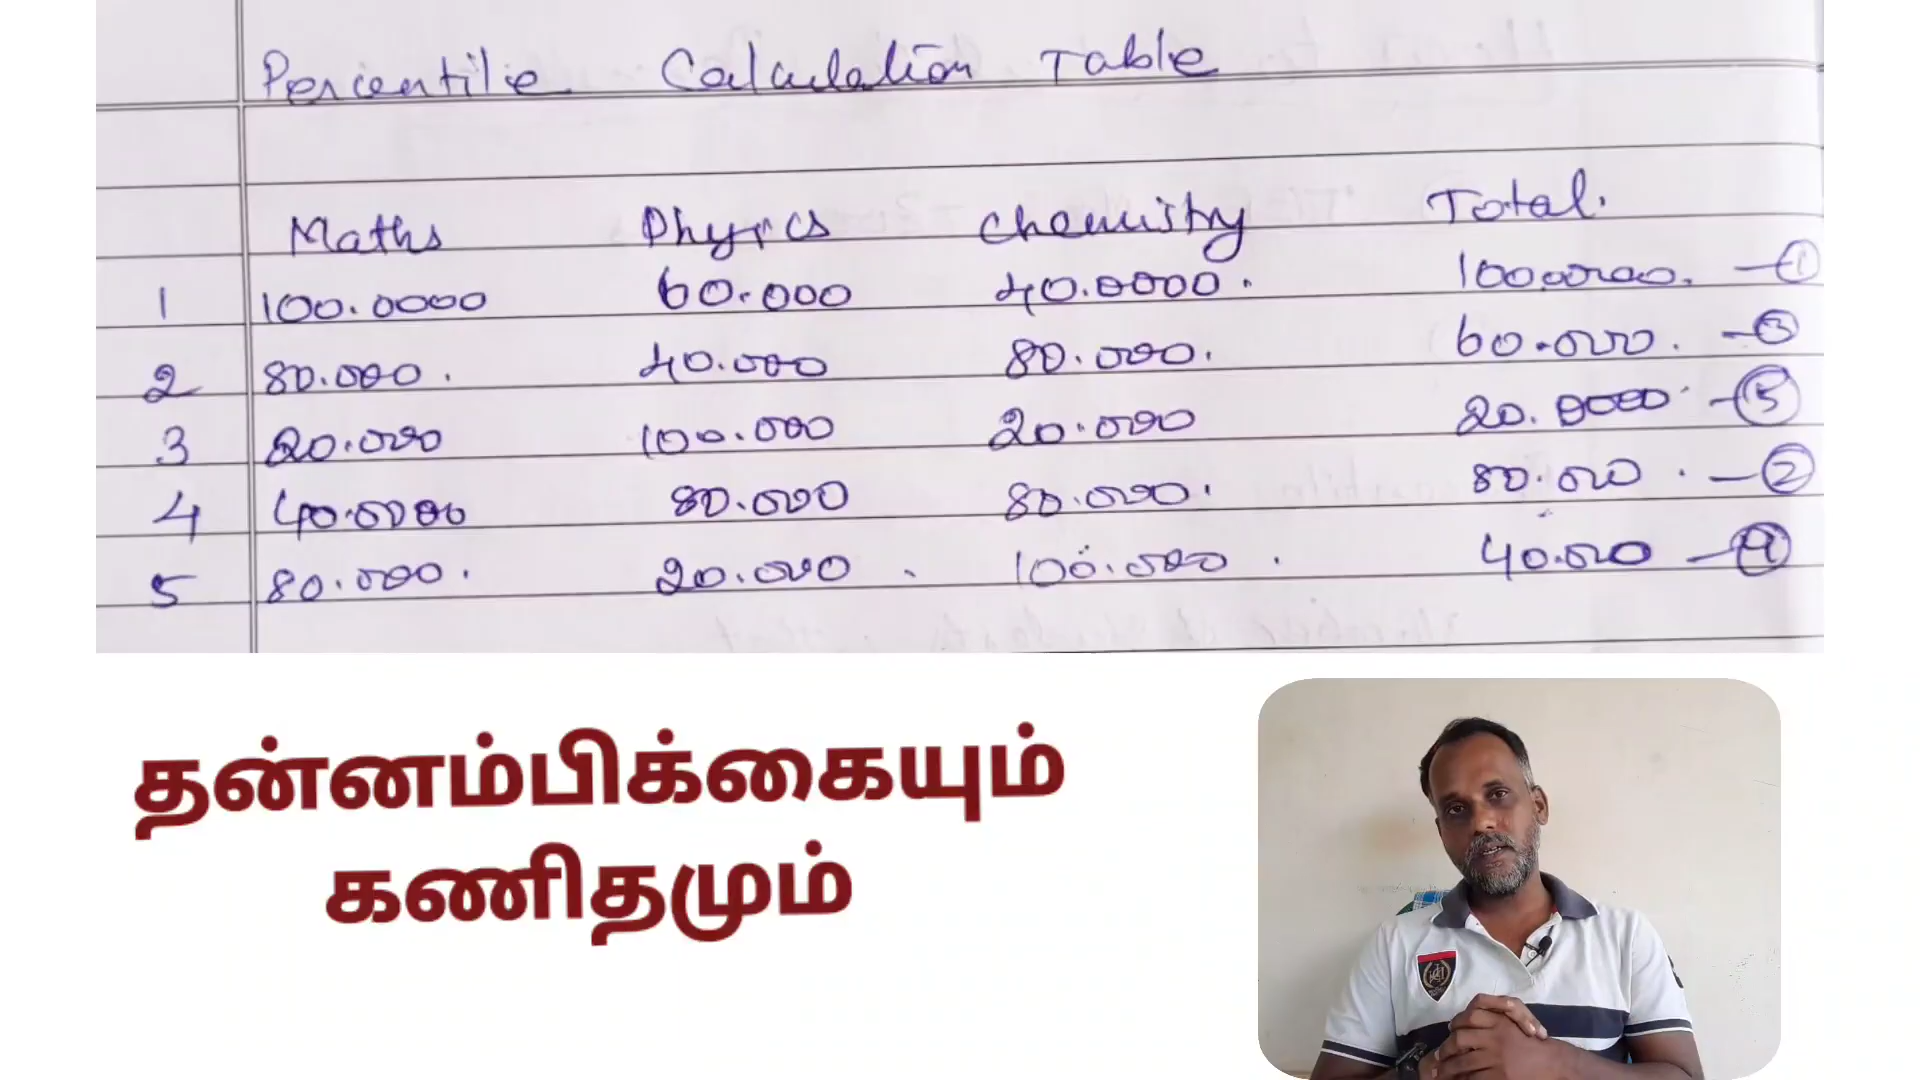 Percentile Calculation Table
Maths Physics Chemistry Total.
1 100.0000 60.000 40.0000. 100.00000. -①
2 80.000. 40.000 80.000. 60.000. -③
3 20.000 100.000 20.000 20.0000 -⑤
4 40.0000 80.000 80.000. 80.000 . -②
5 80.000. 20.000 . 100.000 . 40.000 -④
தன்னம்பிக்கையும்
கணிதமும்